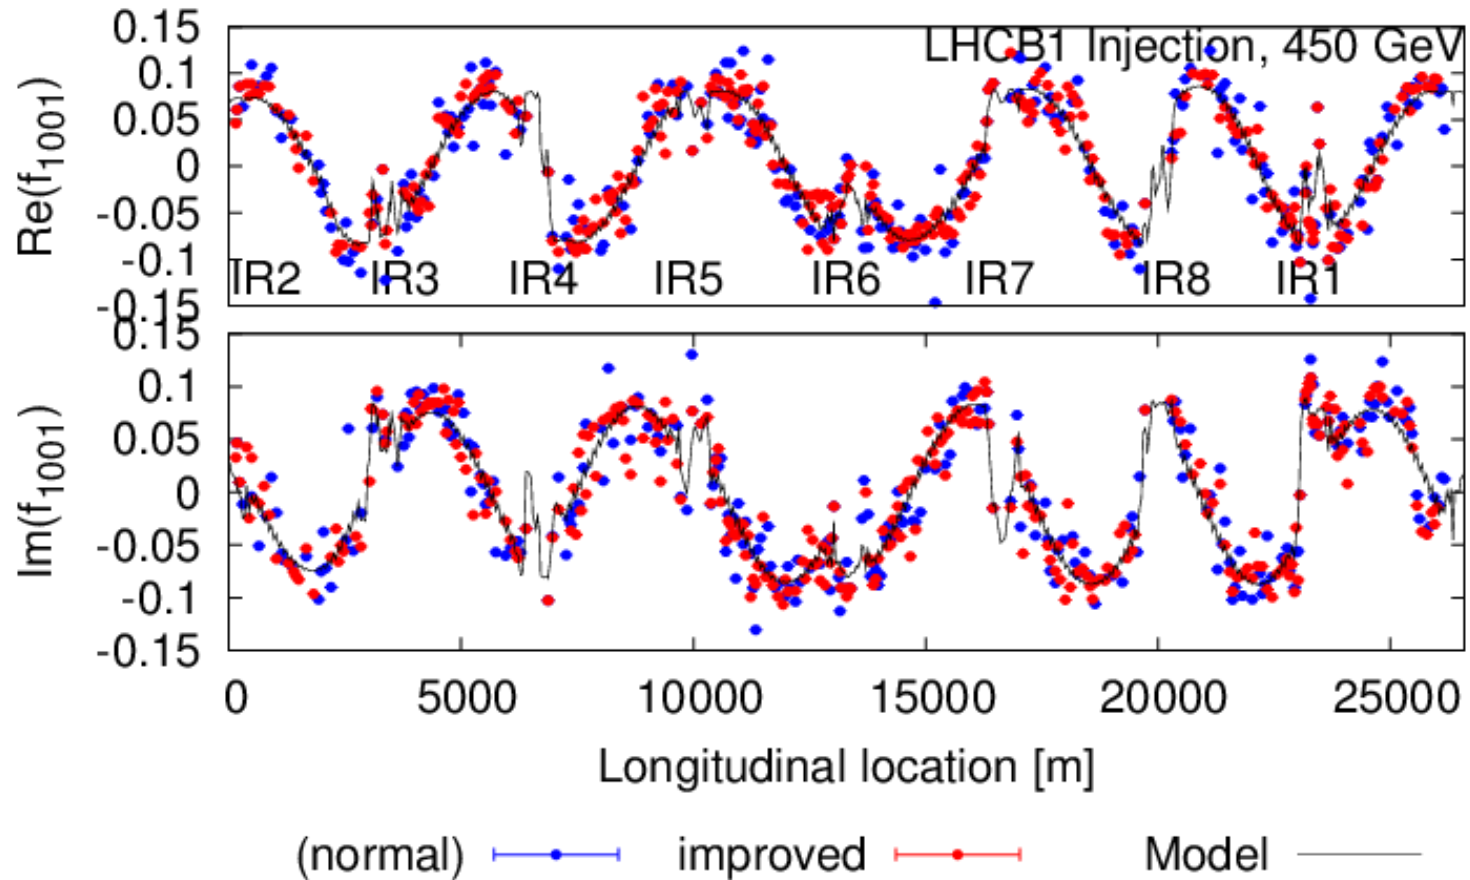 LHCB1 Injection, 450 GeV
Re(f1001)
0.15
0.1
0.05
0
-0.05
-0.1
-0.15
IR2 IR3 IR4 IR5 IR6 IR7 IR8 IR1
Im(f1001)
0.15
0.1
0.05
0
-0.05
-0.1
-0.15
0 5000 10000 15000 20000 25000
Longitudinal location [m]
(normal) improved Model